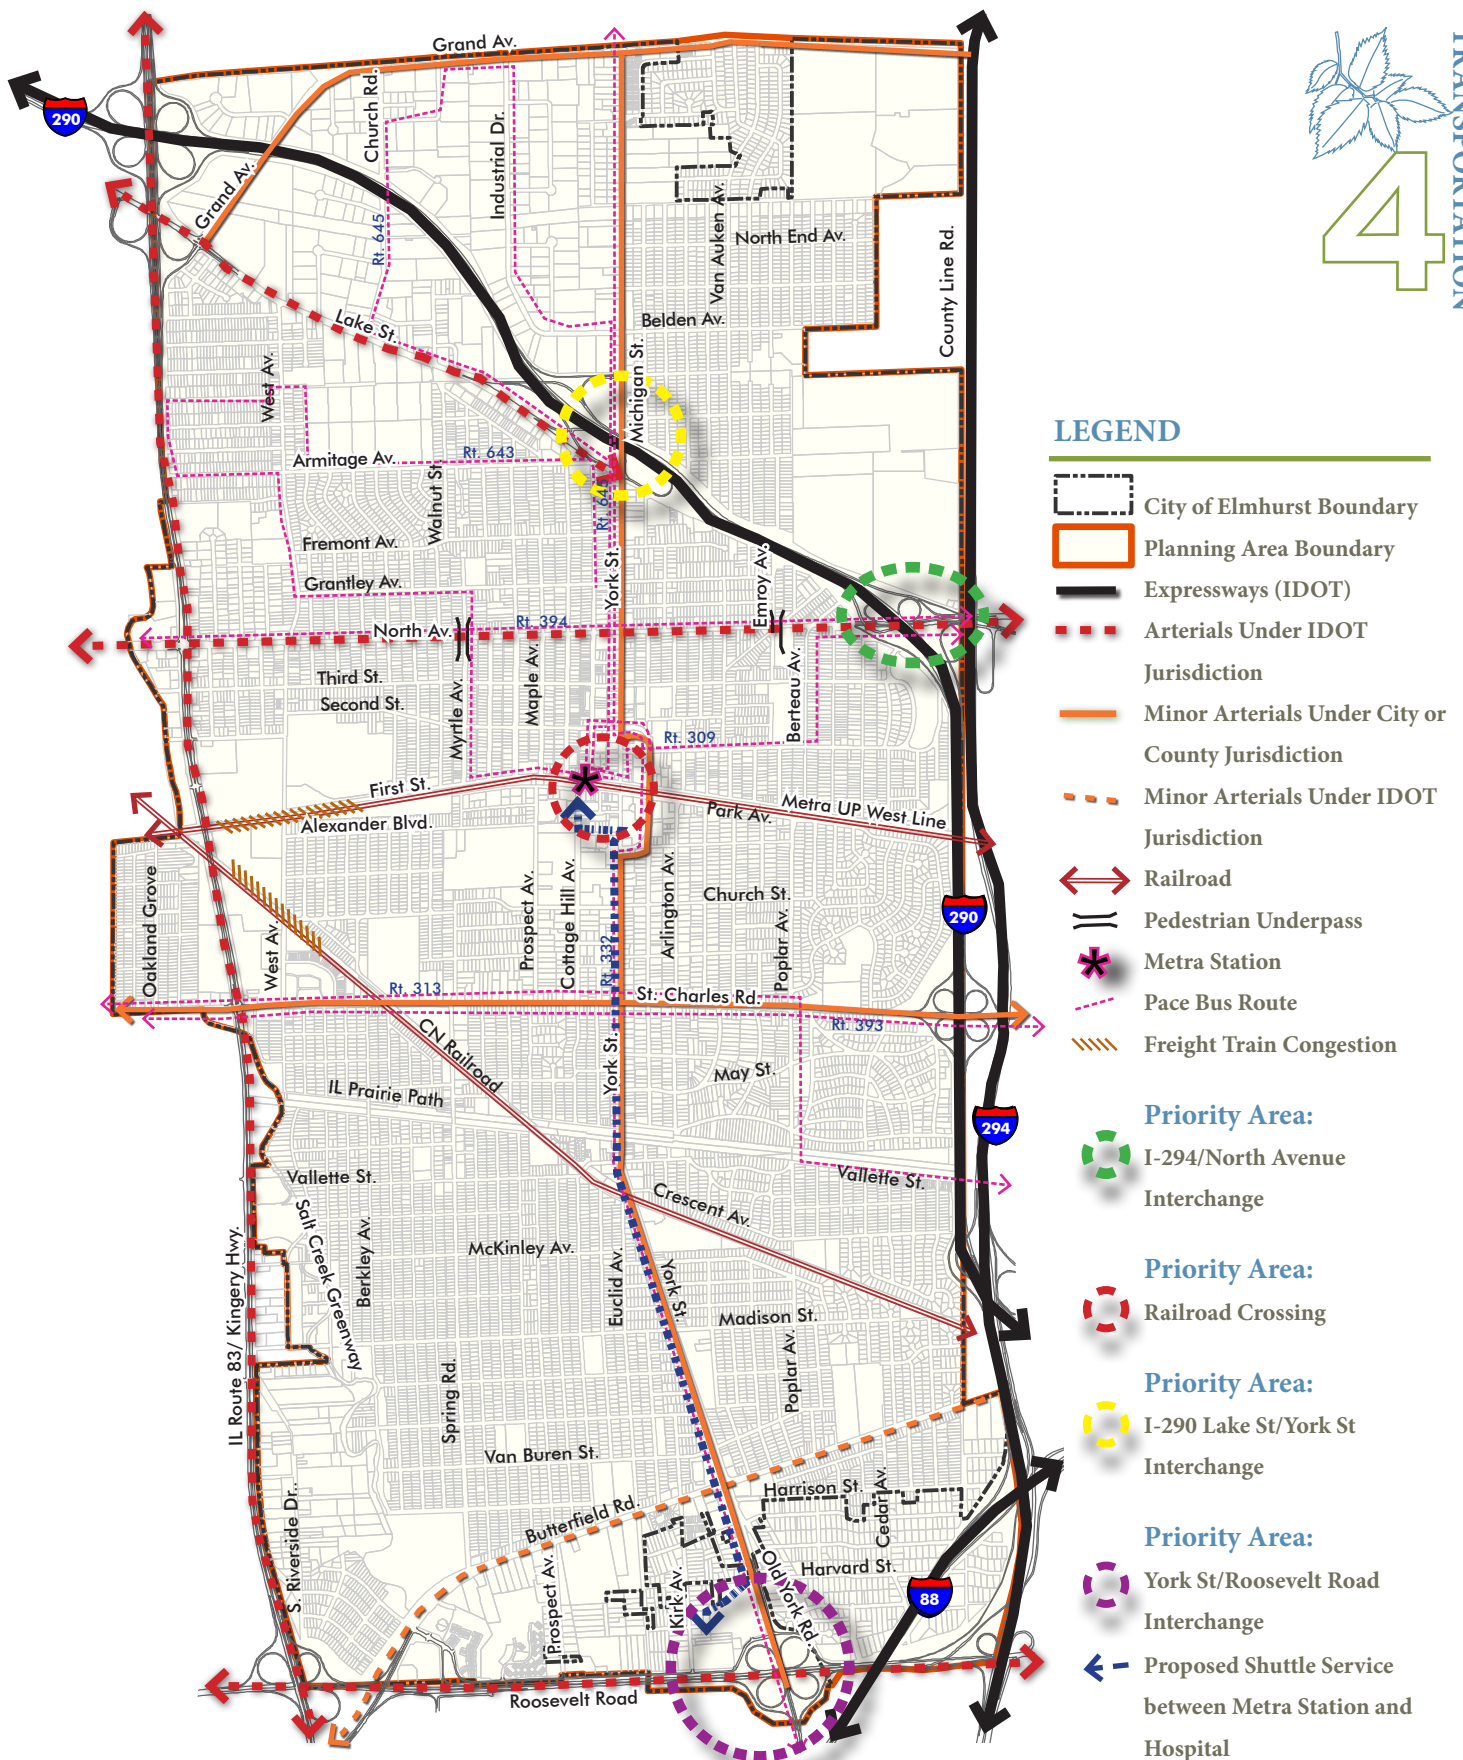 TRANSPORTATION
4
Grand Av.
290
Church Rd.
Industrial Dr.
Grand Av.
Rt. 645
Van Auken Av.
North End Av.
County Line Rd.
Lake St.
Belden Av.
Michigan St.
West Av.
Armitage Av.
Rt. 643
Walnut St.
Rt. 645
Fremont Av.
Grantley Av.
York St.
Emroy Av.
North Av.
Rt. 394
Third St.
Second St.
Myrtle Av.
Maple Av.
Berteau Av.
Rt. 309
First St.
Alexander Blvd.
Park Av.
Metra UP West Line
Oakland Grove
West Av.
Prospect Av.
Cottage Hill Av.
Rt. 332
Arlington Av.
Church St.
Poplar Av.
290
Rt. 313
St. Charles Rd.
Rt. 393
CN Railroad
York St.
May St.
IL Prairie Path
294
Vallette St.
Vallette St.
Crescent Av.
Salt Creek Greenway
Berkley Av.
McKinley Av.
Euclid Av.
York St.
IL Route 83/ Kingery Hwy.
Madison St.
Poplar Av.
Spring Rd.
Van Buren St.
Harrison St.
Cedar Av.
S. Riverside Dr..
Butterfield Rd.
Prospect Av.
Kirk Av.
Old York Rd.
Harvard St.
88
Roosevelt Road
LEGEND
City of Elmhurst Boundary
Planning Area Boundary
Expressways (IDOT)
Arterials Under IDOT
Jurisdiction
Minor Arterials Under City or
County Jurisdiction
Minor Arterials Under IDOT
Jurisdiction
Railroad
Pedestrian Underpass
Metra Station
Pace Bus Route
Freight Train Congestion
Priority Area:
I-294/North Avenue
Interchange
Priority Area:
Railroad Crossing
Priority Area:
I-290 Lake St/York St
Interchange
Priority Area:
York St/Roosevelt Road
Interchange
Proposed Shuttle Service
between Metra Station and
Hospital